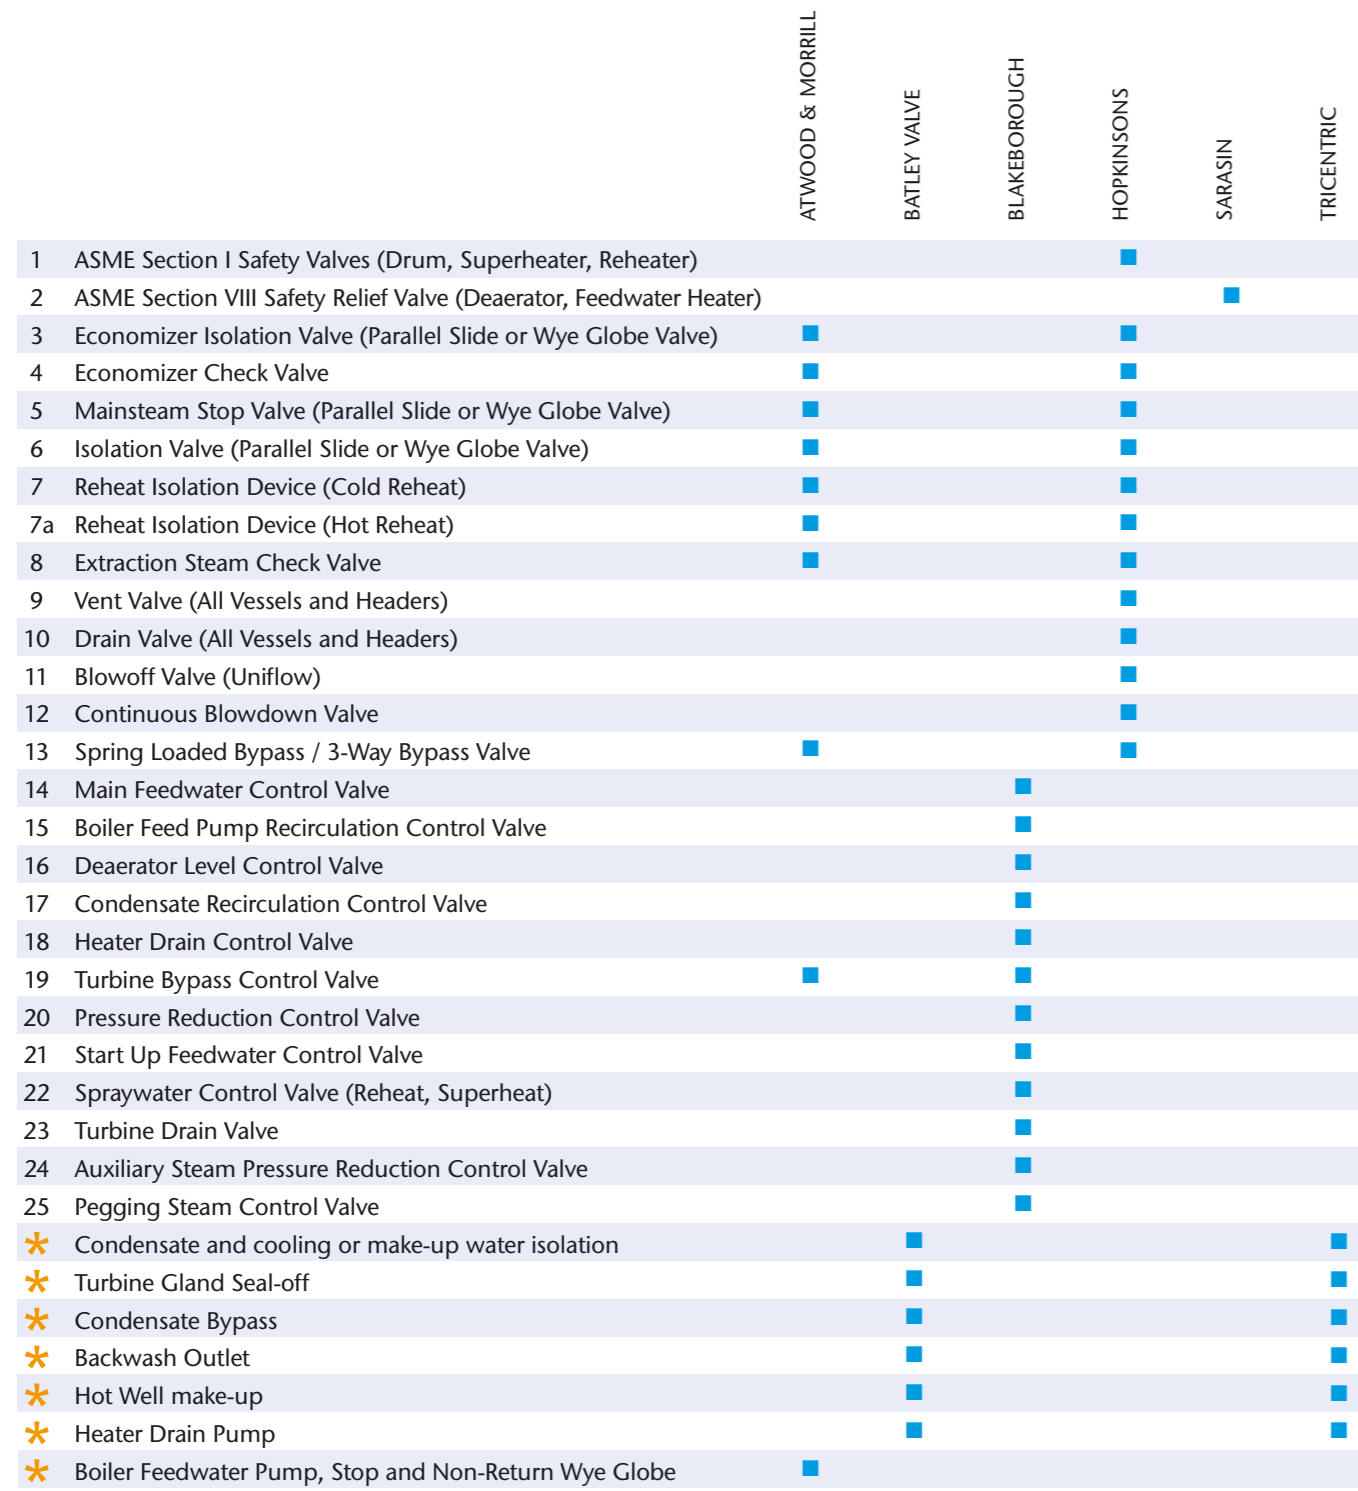 ATWOOD & MORRILL
BATLEY VALVE
BLAKEBOROUGH
HOPKINSONS
SARASIN
TRICENTRIC
1 ASME Section I Safety Valves (Drum, Superheater, Reheater)
2 ASME Section VIII Safety Relief Valve (Deaerator, Feedwater Heater)
3 Economizer Isolation Valve (Parallel Slide or Wye Globe Valve)
4 Economizer Check Valve
5 Mainsteam Stop Valve (Parallel Slide or Wye Globe Valve)
6 Isolation Valve (Parallel Slide or Wye Globe Valve)
7 Reheat Isolation Device (Cold Reheat)
7a Reheat Isolation Device (Hot Reheat)
8 Extraction Steam Check Valve
9 Vent Valve (All Vessels and Headers)
10 Drain Valve (All Vessels and Headers)
11 Blowoff Valve (Uniflow)
12 Continuous Blowdown Valve
13 Spring Loaded Bypass / 3-Way Bypass Valve
14 Main Feedwater Control Valve
15 Boiler Feed Pump Recirculation Control Valve
16 Deaerator Level Control Valve
17 Condensate Recirculation Control Valve
18 Heater Drain Control Valve
19 Turbine Bypass Control Valve
20 Pressure Reduction Control Valve
21 Start Up Feedwater Control Valve
22 Spraywater Control Valve (Reheat, Superheat)
23 Turbine Drain Valve
24 Auxiliary Steam Pressure Reduction Control Valve
25 Pegging Steam Control Valve
* Condensate and cooling or make-up water isolation
* Turbine Gland Seal-off
* Condensate Bypass
* Backwash Outlet
* Hot Well make-up
* Heater Drain Pump
* Boiler Feedwater Pump, Stop and Non-Return Wye Globe